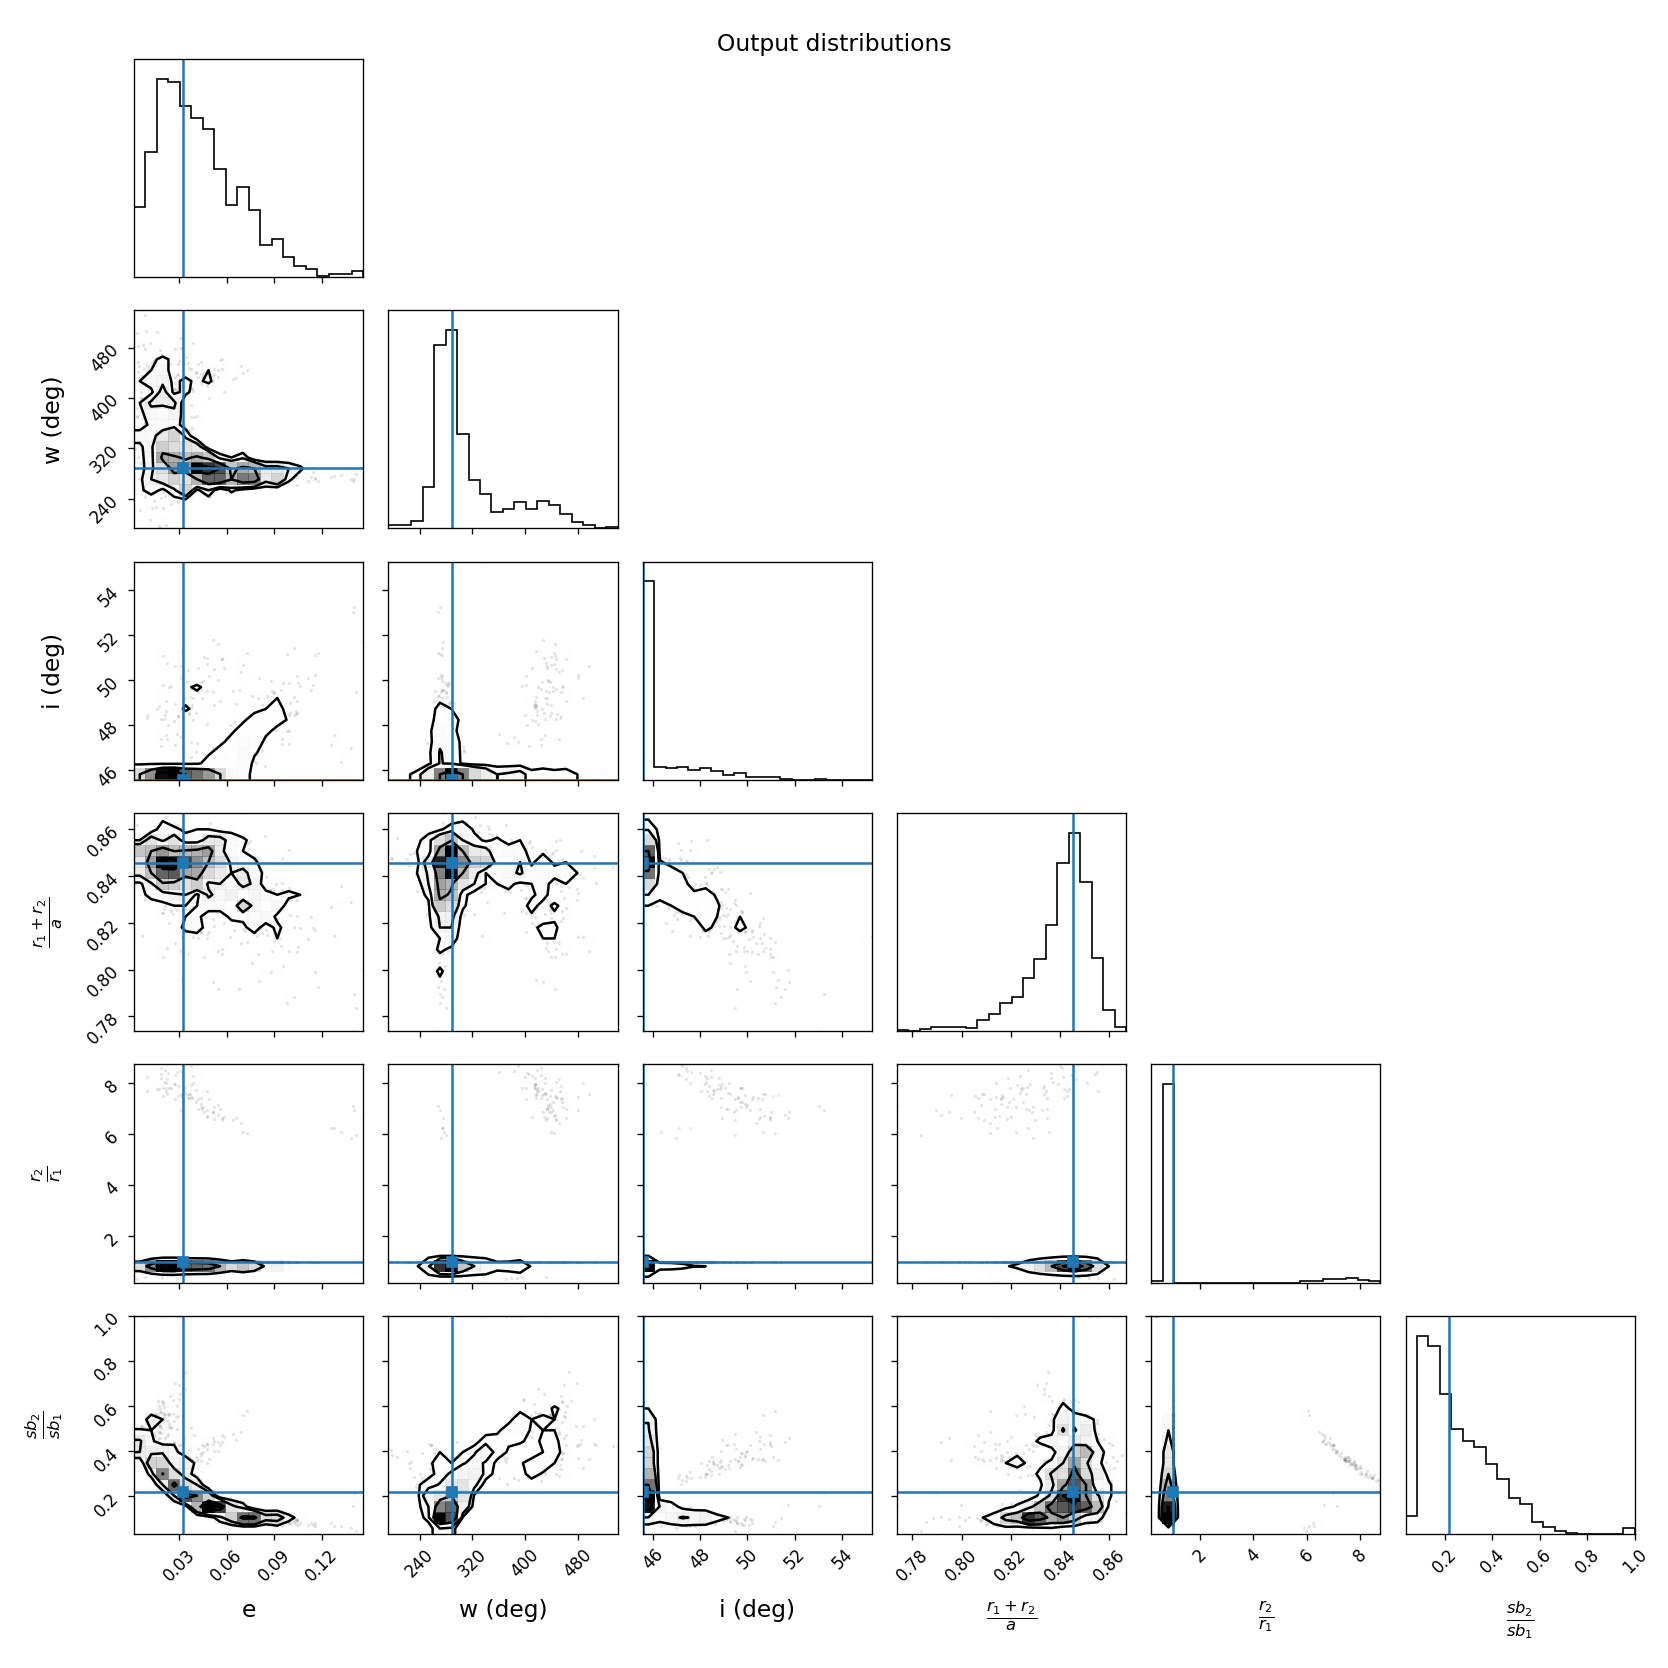 Output distributions
w (deg)
480
400
320
240
i (deg)
54
52
50
48
46
r₁ + r₂
a
0.86
0.84
0.82
0.80
0.78
r₂
r₁
8
6
4
2
sb₂
sb₁
1.0
0.8
0.6
0.4
0.2
0.03 0.06 0.09 0.12
240 320 400 480
46 48 50 52 54
0.78 0.80 0.82 0.84 0.86
2 4 6 8
0.2 0.4 0.6 0.8 1.0
e
w (deg)
i (deg)
r₁ + r₂
a
r₂
r₁
sb₂
sb₁